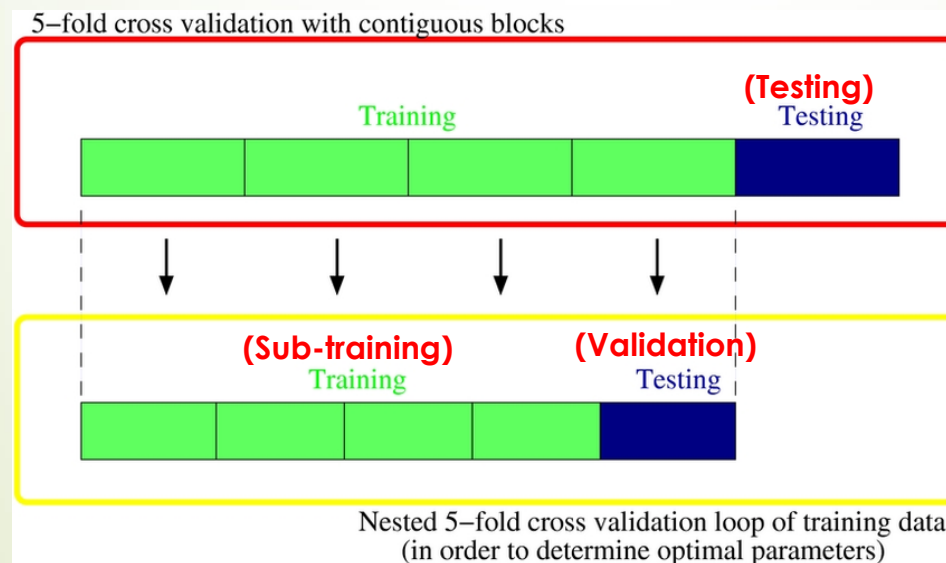 5−fold cross validation with contiguous blocks
(Testing)
Training
Testing
(Sub-training)
(Validation)
Training
Testing
Nested 5−fold cross validation loop of training data
(in order to determine optimal parameters)